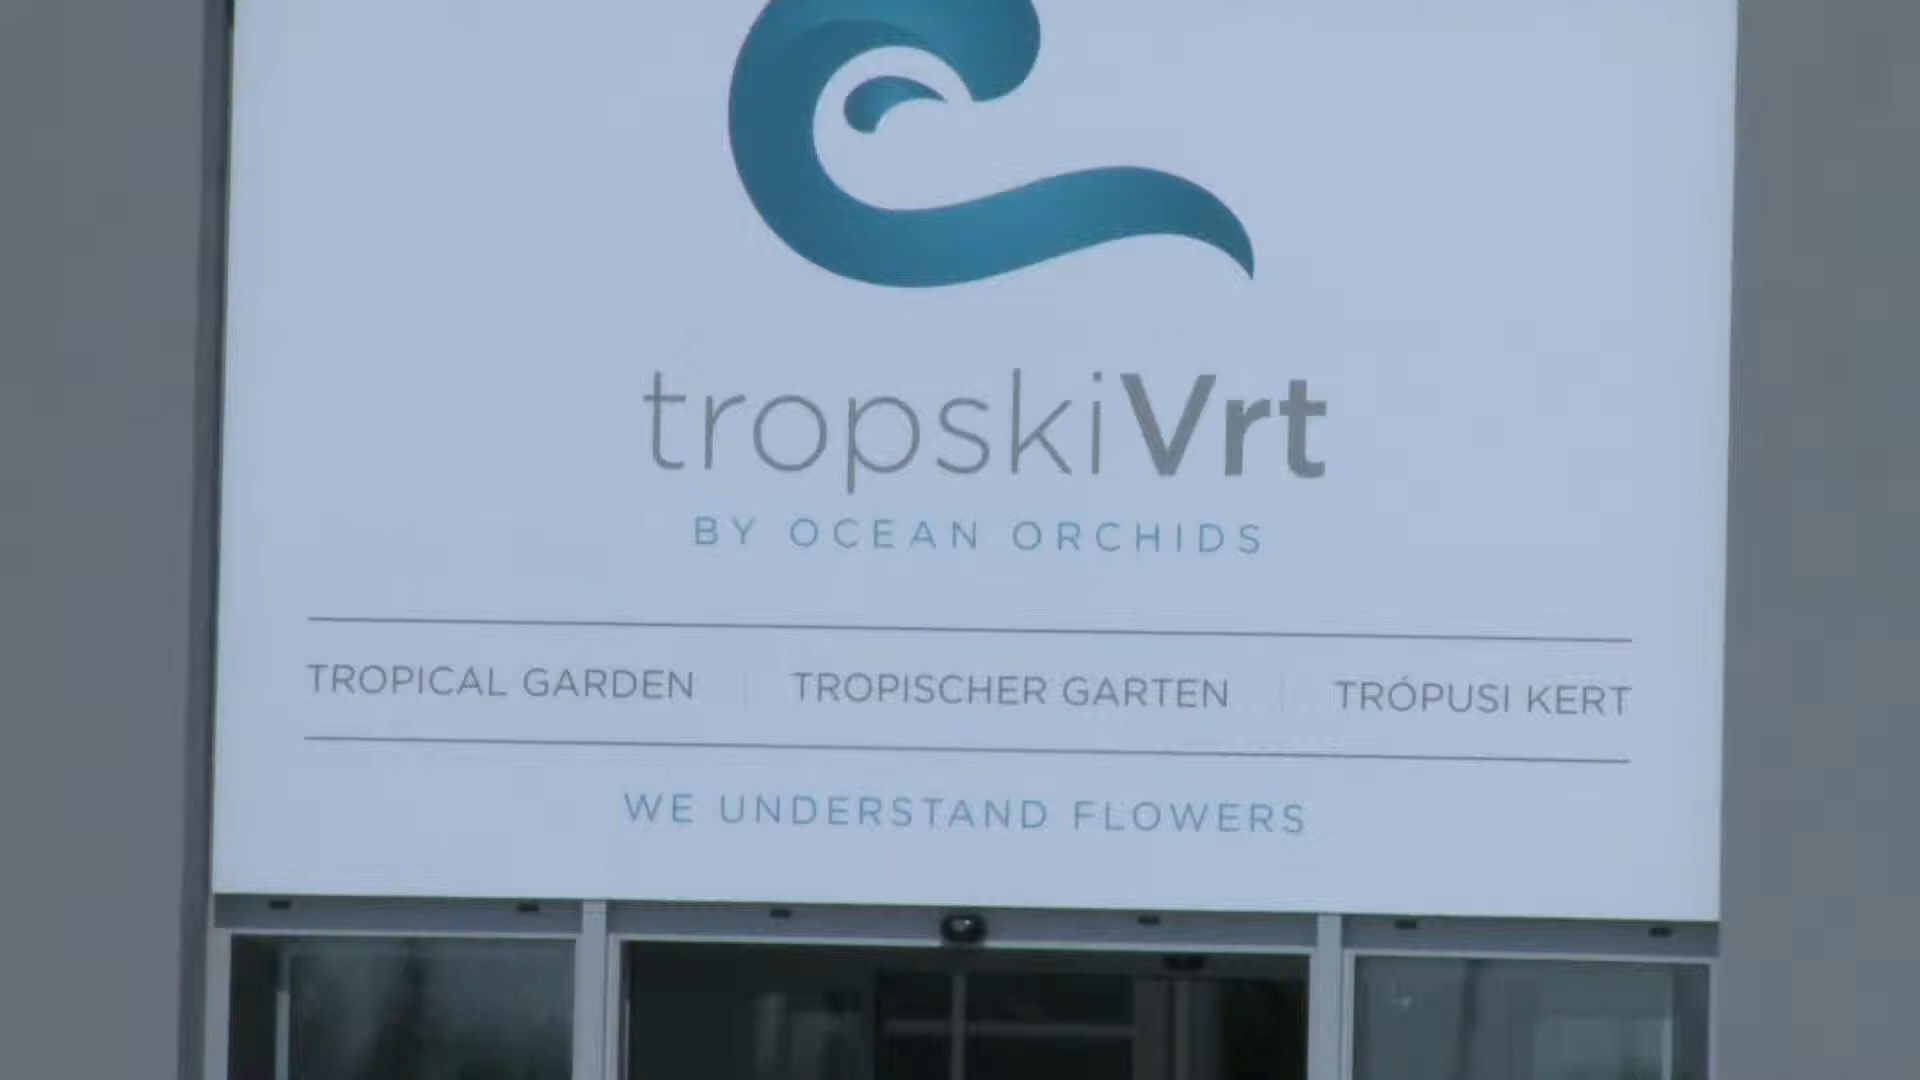 tropskiVrt
BY OCEAN ORCHIDS
TROPICAL GARDEN | TROPISCHER GARTEN | TRÓPUSI KERT
WE UNDERSTAND FLOWERS